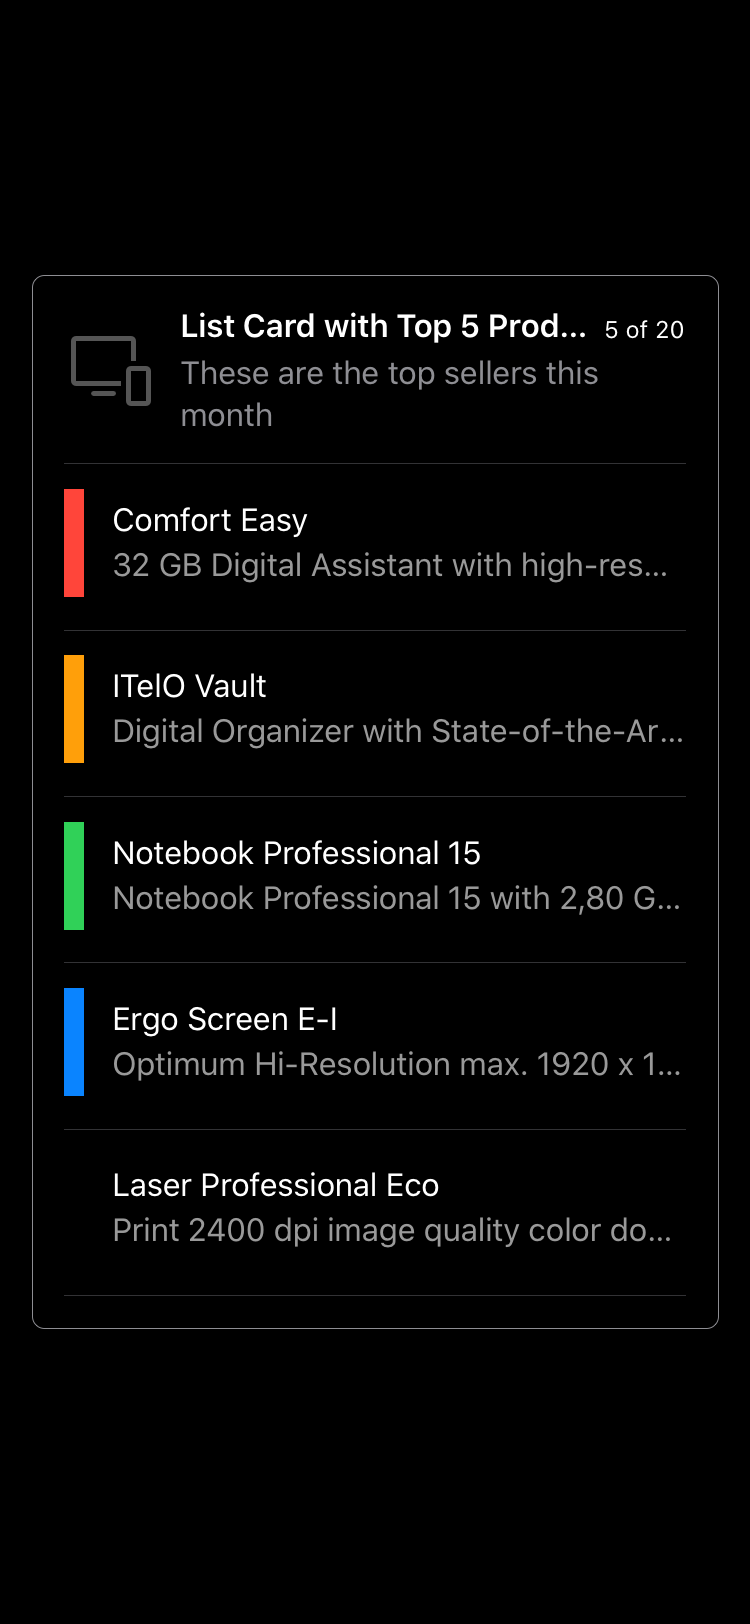 List Card with Top 5 Prod... 5 of 20
These are the top sellers this
month
Comfort Easy
32 GB Digital Assistant with high-res...
ITelO Vault
Digital Organizer with State-of-the-Ar...
Notebook Professional 15
Notebook Professional 15 with 2,80 G...
Ergo Screen E-I
Optimum Hi-Resolution max. 1920 x 1...
Laser Professional Eco
Print 2400 dpi image quality color do...